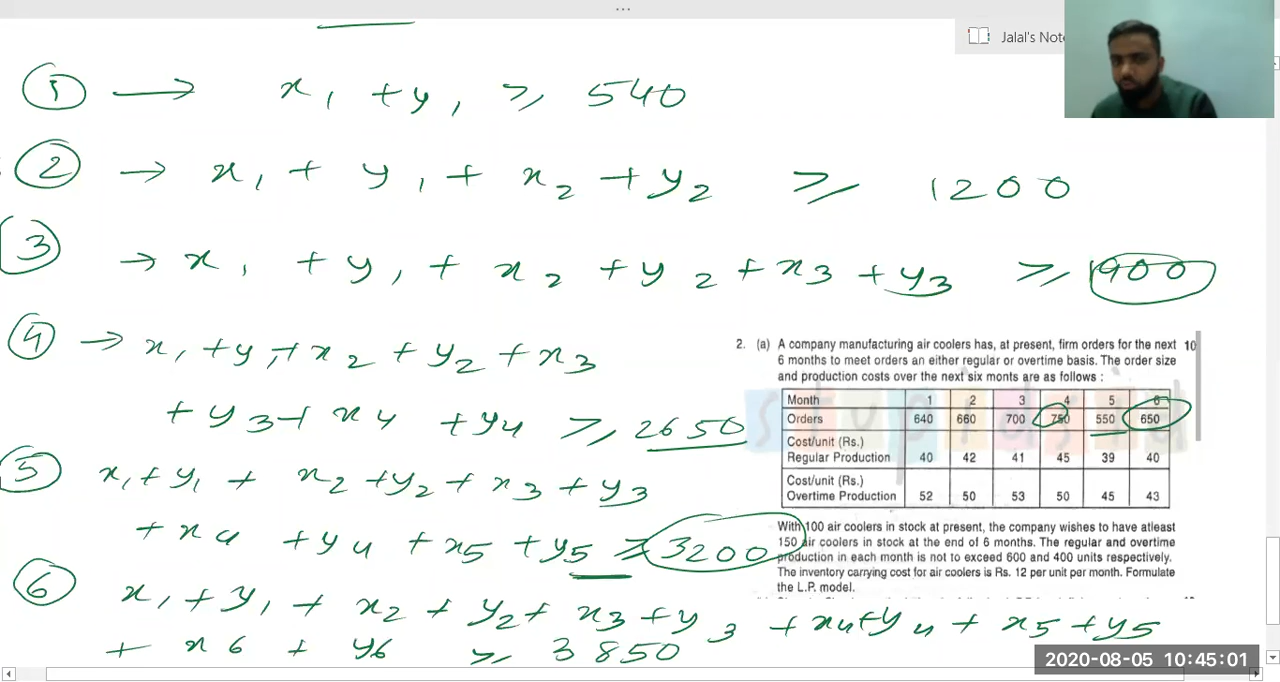 Jalal's Note
① → x₁ + y₁ ≥ 540
② → x₁ + y₁ + x₂ + y₂ ≥ 1200
③ → x₁ + y₁ + x₂ + y₂ + x₃ + y₃ ≥ 1900
④ → x₁ + y₁ + x₂ + y₂ + x₃
+ y₃ + x₄ + y₄ ≥ 2650
⑤ x₁ + y₁ + x₂ + y₂ + x₃ + y₃
+ x₄ + y₄ + x₅ + y₅ ≥ 3200
⑥ x₁ + y₁ + x₂ + y₂ + x₃ + y₃ + x₄ + y₄ + x₅ + y₅
+ x6 + y6 ≥ 3850
2. (a) A company manufacturing air coolers has, at present, firm orders for the next 10
6 months to meet orders an either regular or overtime basis. The order size
and production costs over the next six monts are as follows :
Month 1 2 3 4 5 6
Orders 640 660 700 750 550 650
Cost/unit (Rs.)
Regular Production 40 42 41 45 39 40
Cost/unit (Rs.)
Overtime Production 52 50 53 50 45 43
With 100 air coolers in stock at present, the company wishes to have atleast
150 air coolers in stock at the end of 6 months. The regular and overtime
production in each month is not to exceed 600 and 400 units respectively.
The inventory carrying cost for air coolers is Rs. 12 per unit per month. Formulate
the L.P. model.
2020-08-05 10:45:01